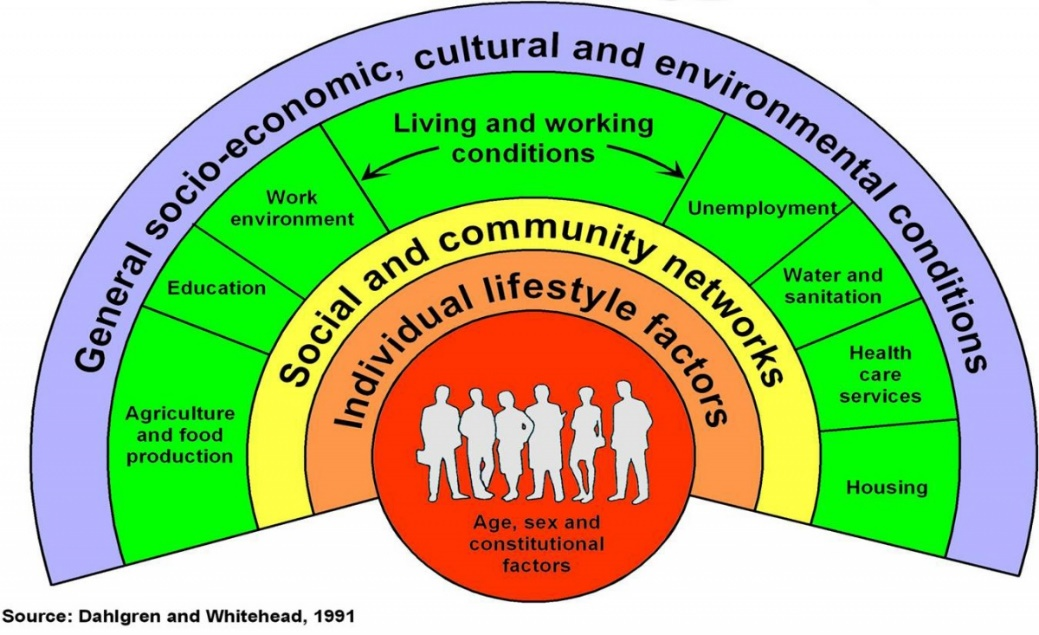 General socio-economic, cultural and environmental conditions
Living and working
conditions
Work
environment
Unemployment
Education
Water and
sanitation
Agriculture
and food
production
Health
care
services
Housing
Social and community networks
Individual lifestyle factors
Age, sex and
constitutional
factors
Source: Dahlgren and Whitehead, 1991